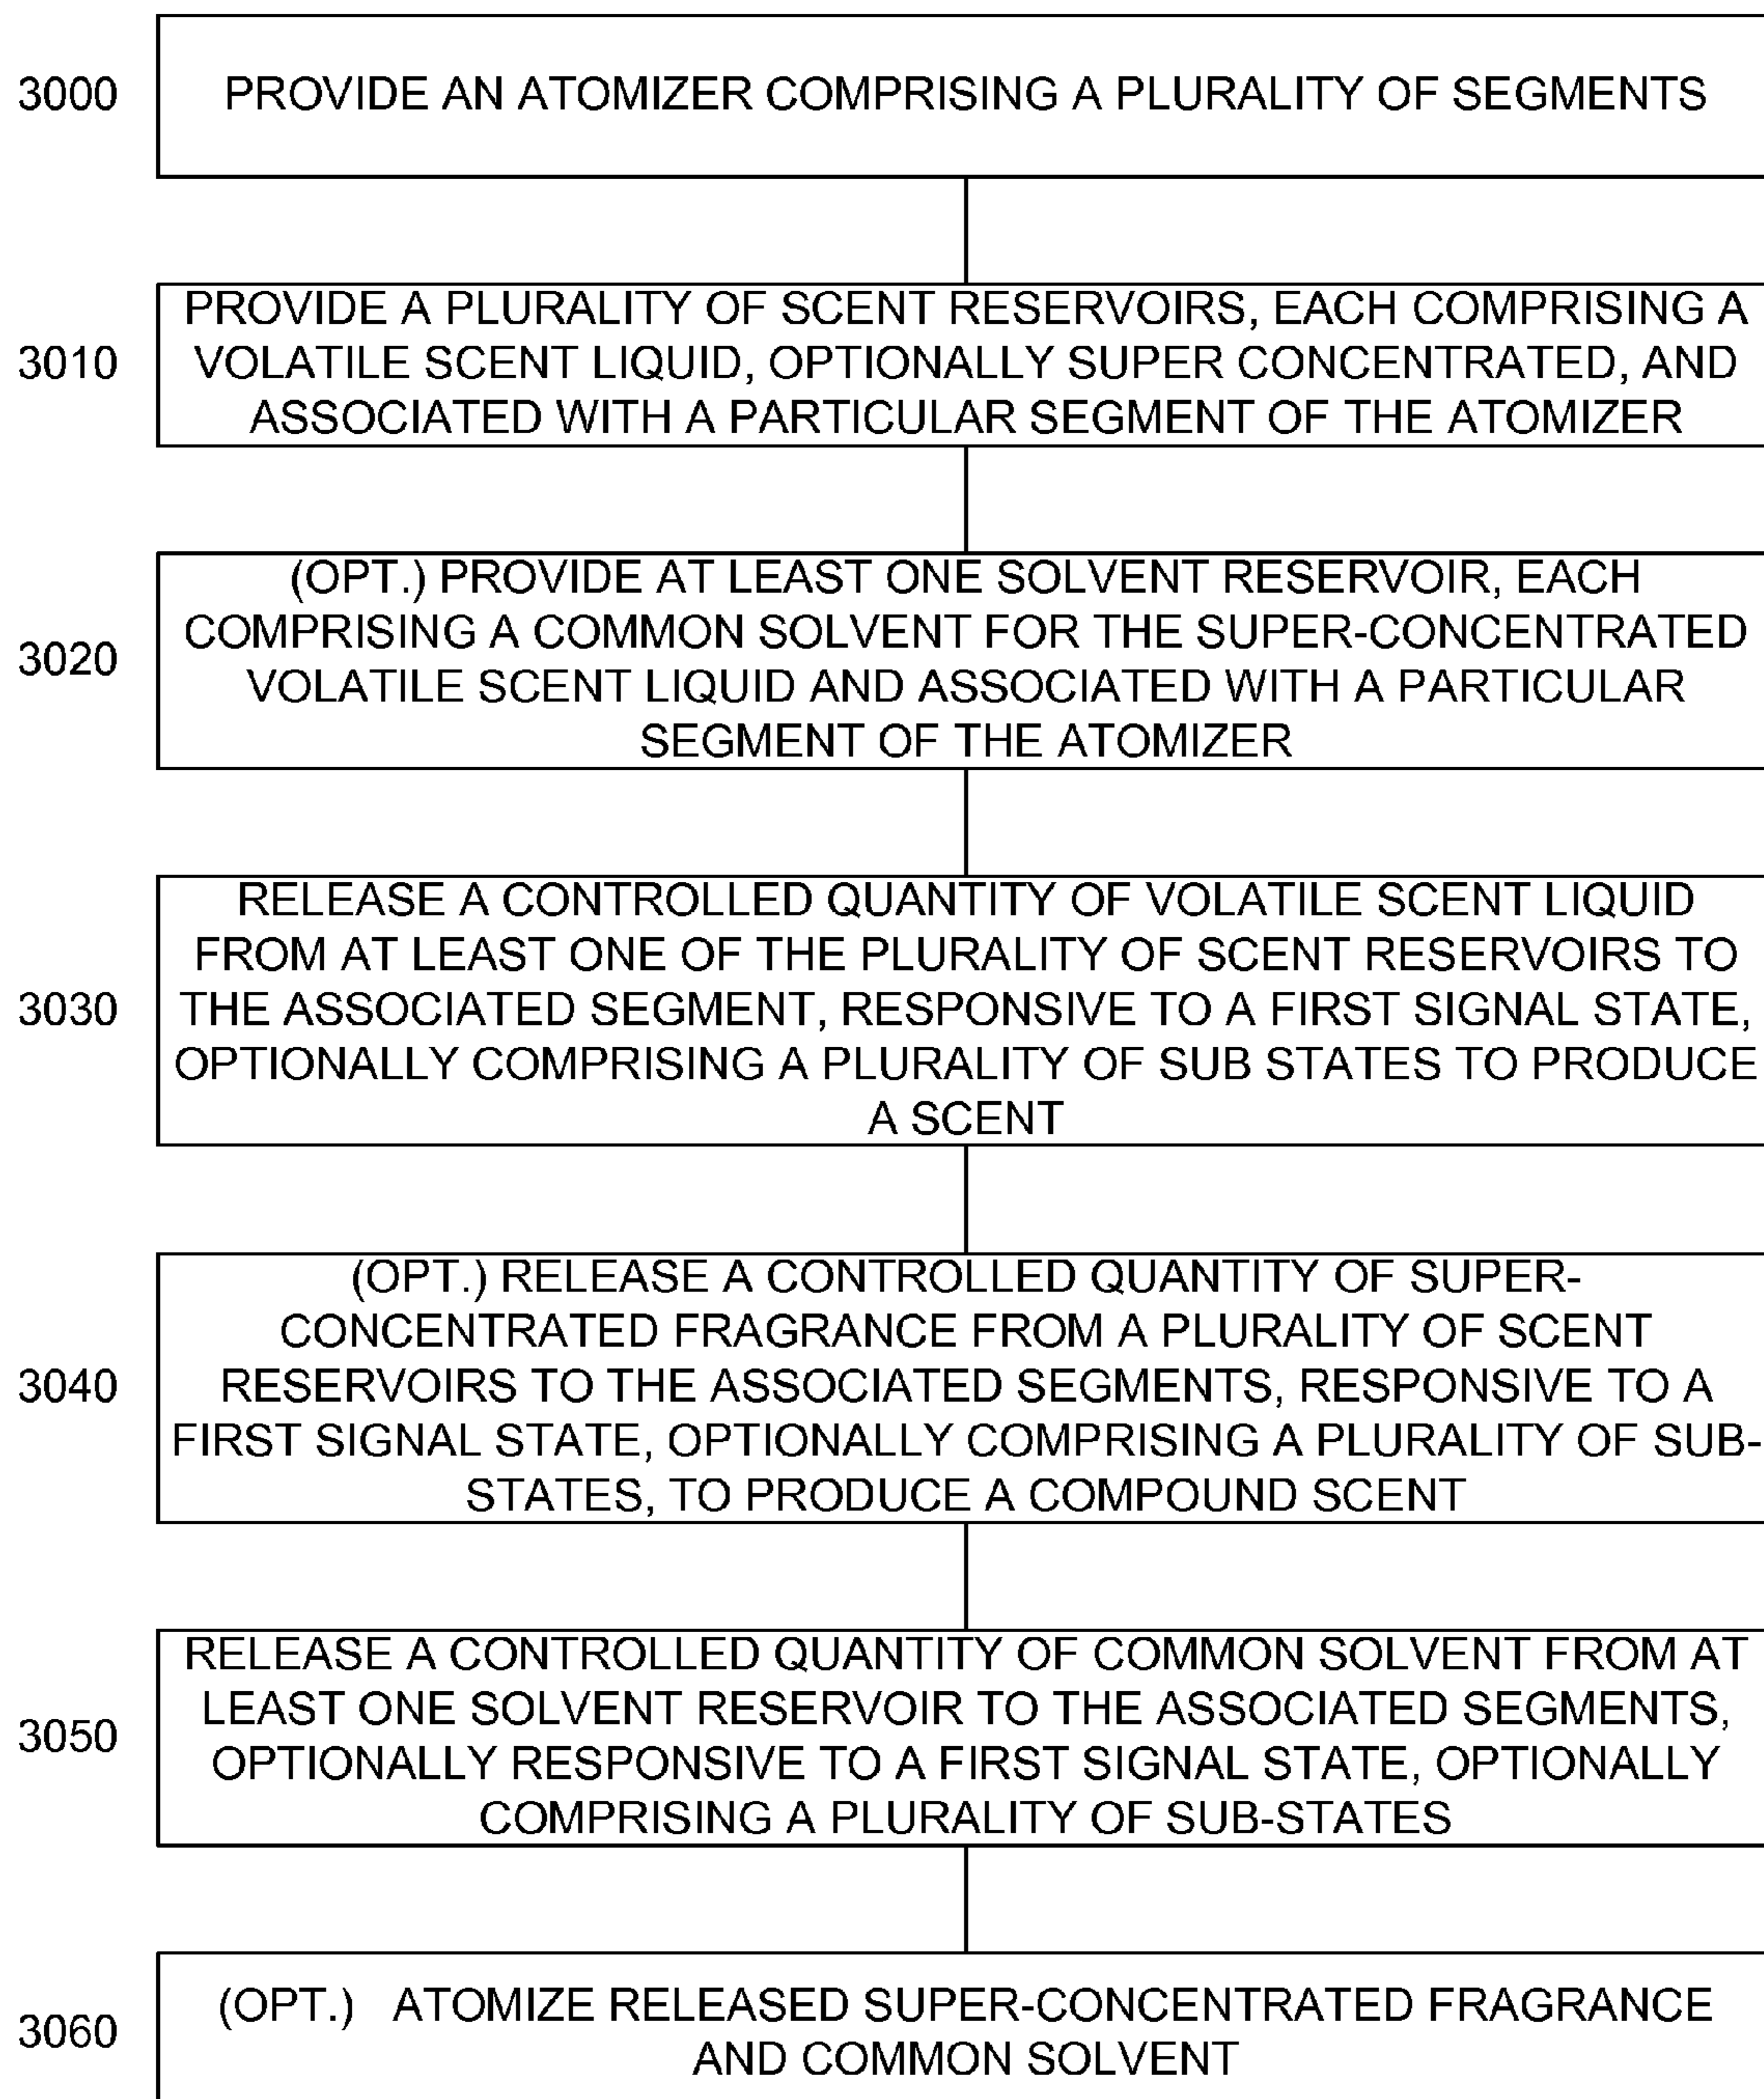 3000
PROVIDE AN ATOMIZER COMPRISING A PLURALITY OF SEGMENTS
3010
PROVIDE A PLURALITY OF SCENT RESERVOIRS, EACH COMPRISING A
VOLATILE SCENT LIQUID, OPTIONALLY SUPER CONCENTRATED, AND
ASSOCIATED WITH A PARTICULAR SEGMENT OF THE ATOMIZER
3020
(OPT.) PROVIDE AT LEAST ONE SOLVENT RESERVOIR, EACH
COMPRISING A COMMON SOLVENT FOR THE SUPER-CONCENTRATED
VOLATILE SCENT LIQUID AND ASSOCIATED WITH A PARTICULAR
SEGMENT OF THE ATOMIZER
3030
RELEASE A CONTROLLED QUANTITY OF VOLATILE SCENT LIQUID
FROM AT LEAST ONE OF THE PLURALITY OF SCENT RESERVOIRS TO
THE ASSOCIATED SEGMENT, RESPONSIVE TO A FIRST SIGNAL STATE,
OPTIONALLY COMPRISING A PLURALITY OF SUB STATES TO PRODUCE
A SCENT
3040
(OPT.) RELEASE A CONTROLLED QUANTITY OF SUPER-
CONCENTRATED FRAGRANCE FROM A PLURALITY OF SCENT
RESERVOIRS TO THE ASSOCIATED SEGMENTS, RESPONSIVE TO A
FIRST SIGNAL STATE, OPTIONALLY COMPRISING A PLURALITY OF SUB-
STATES, TO PRODUCE A COMPOUND SCENT
3050
RELEASE A CONTROLLED QUANTITY OF COMMON SOLVENT FROM AT
LEAST ONE SOLVENT RESERVOIR TO THE ASSOCIATED SEGMENTS,
OPTIONALLY RESPONSIVE TO A FIRST SIGNAL STATE, OPTIONALLY
COMPRISING A PLURALITY OF SUB-STATES
3060
(OPT.) ATOMIZE RELEASED SUPER-CONCENTRATED FRAGRANCE
AND COMMON SOLVENT